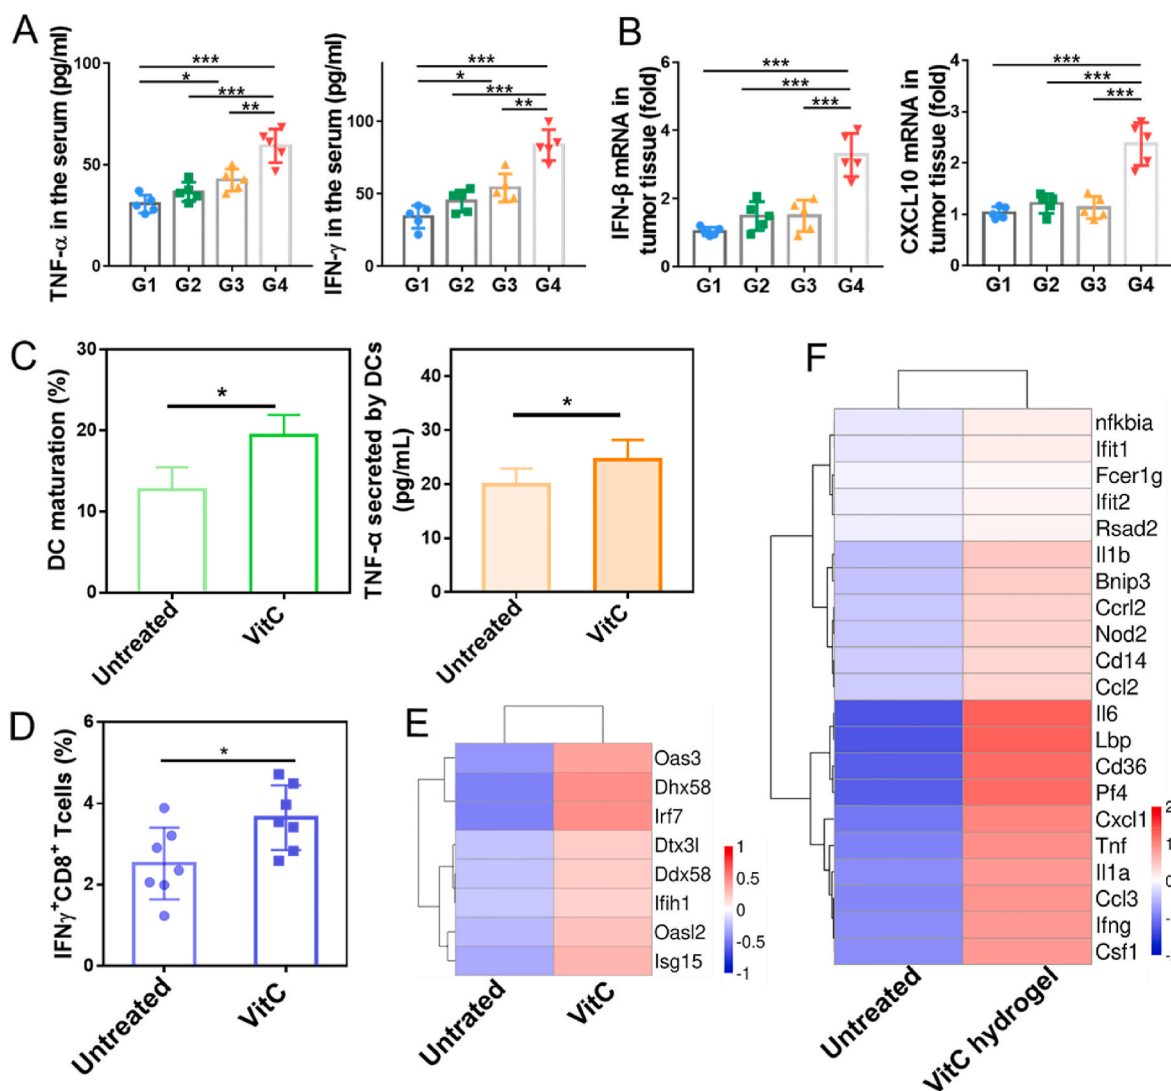 A
TNF-α in the serum (pg/ml)
100
50
0
***
*
***
**
G1 G2 G3 G4
IFN-γ in the serum (pg/ml)
100
50
0
***
*
***
**
G1 G2 G3 G4
B
IFN-β mRNA in
tumor tissue (fold)
6
4
2
0
***
***
***
G1 G2 G3 G4
CXCL10 mRNA in
tumor tissue (fold)
4
3
2
1
0
***
***
***
G1 G2 G3 G4
C
DC maturation (%)
30
20
10
0
*
Untreated
VitC
TNF-α secreted by DCs
(pg/mL)
40
30
20
10
0
*
Untreated
VitC
D
IFNγ+CD8+ Tcells (%)
6
4
2
0
*
Untreated
VitC
E
Oas3
Dhx58
Irf7
Dtx3l
Ddx58
Ifih1
Oasl2
Isg15
1
0.5
0
-0.5
-1
Untrated
VitC
F
nfkbia
Ifit1
Fcer1g
Ifit2
Rsad2
Il1b
Bnip3
Ccrl2
Nod2
Cd14
Ccl2
Il6
Lbp
Cd36
Pf4
Cxcl1
Tnf
Il1a
Ccl3
Ifng
Csf1
2
1
0
-1
Untreated
VitC hydrogel